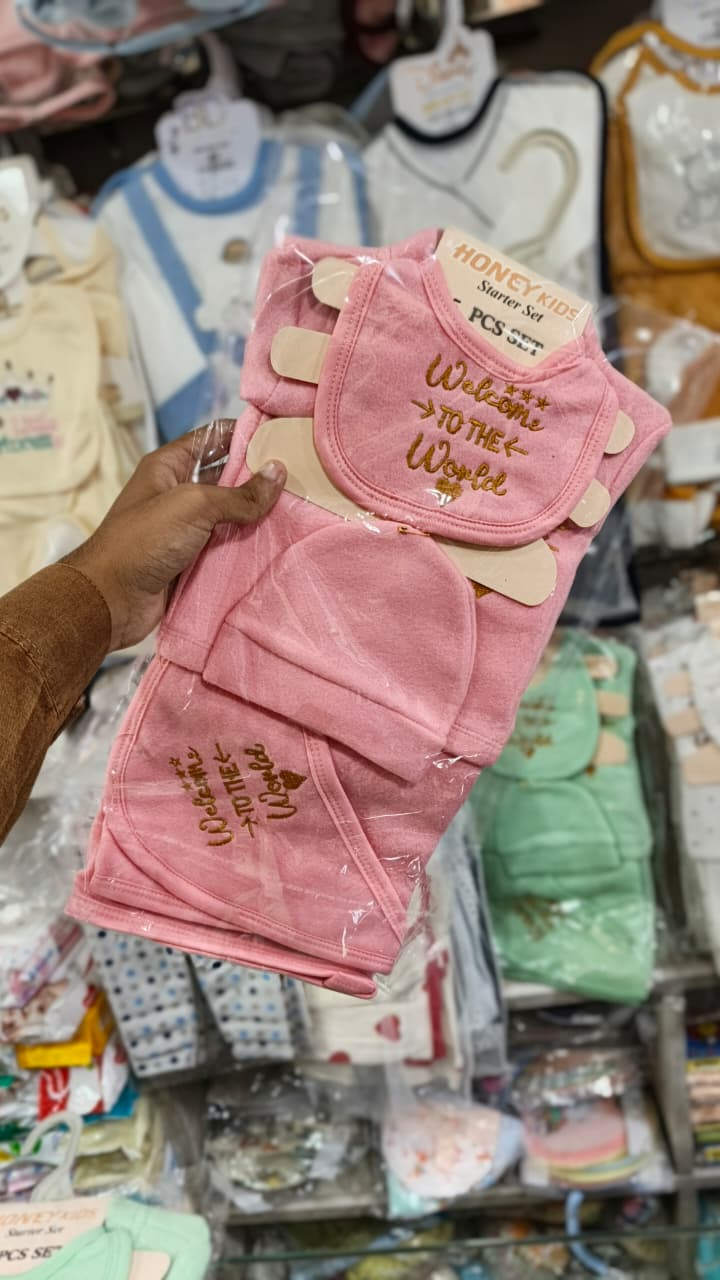 HONEY KIDS
Starter Set
PCS SET
Welcome
TO THE
World
Welcome
TO THE
World
HONEY KIDS
Starter Set
PCS SET